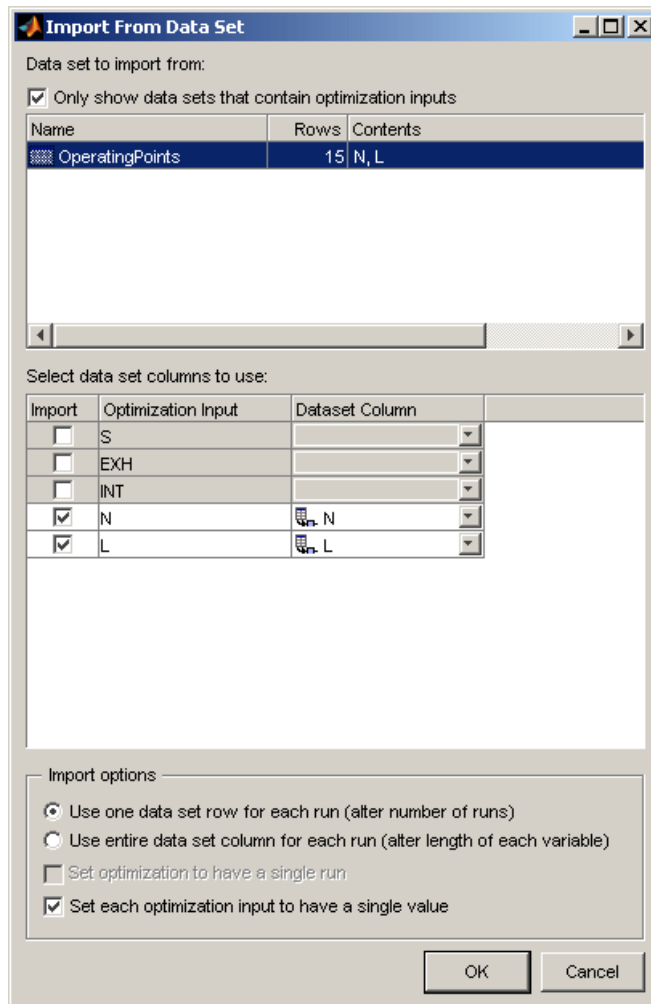 Import From Data Set
Data set to import from:
Only show data sets that contain optimization inputs
Name Rows Contents
OperatingPoints 15 N, L
Select data set columns to use:
Import Optimization Input Dataset Column
S
EXH
INT
N N
L L
Import options
Use one data set row for each run (alter number of runs)
Use entire data set column for each run (alter length of each variable)
Set optimization to have a single run
Set each optimization input to have a single value
OK Cancel